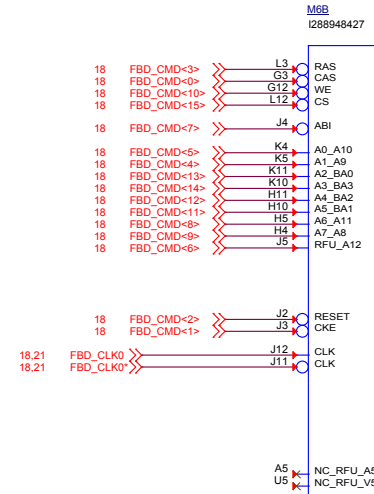 M6B
I288948427
18 FBD_CMD<3> L3 RAS
18 FBD_CMD<0> G3 CAS
18 FBD_CMD<10> G12 WE
18 FBD_CMD<15> L12 CS
18 FBD_CMD<7> J4 ABI
18 FBD_CMD<5> K4 A0_A10
18 FBD_CMD<4> K5 A1_A9
18 FBD_CMD<13> K11 A2_BA0
18 FBD_CMD<14> K10 A3_BA3
18 FBD_CMD<12> H11 A4_BA2
18 FBD_CMD<11> H10 A5_BA1
18 FBD_CMD<8> H5 A6_A11
18 FBD_CMD<9> H4 A7_A8
18 FBD_CMD<6> J5 RFU_A12
18 FBD_CMD<2> J2 RESET
18 FBD_CMD<1> J3 CKE
18,21 FBD_CLK0 J12 CLK
18,21 FBD_CLK0* J11 CLK
A5 NC_RFU_A5
U5 NC_RFU_V5